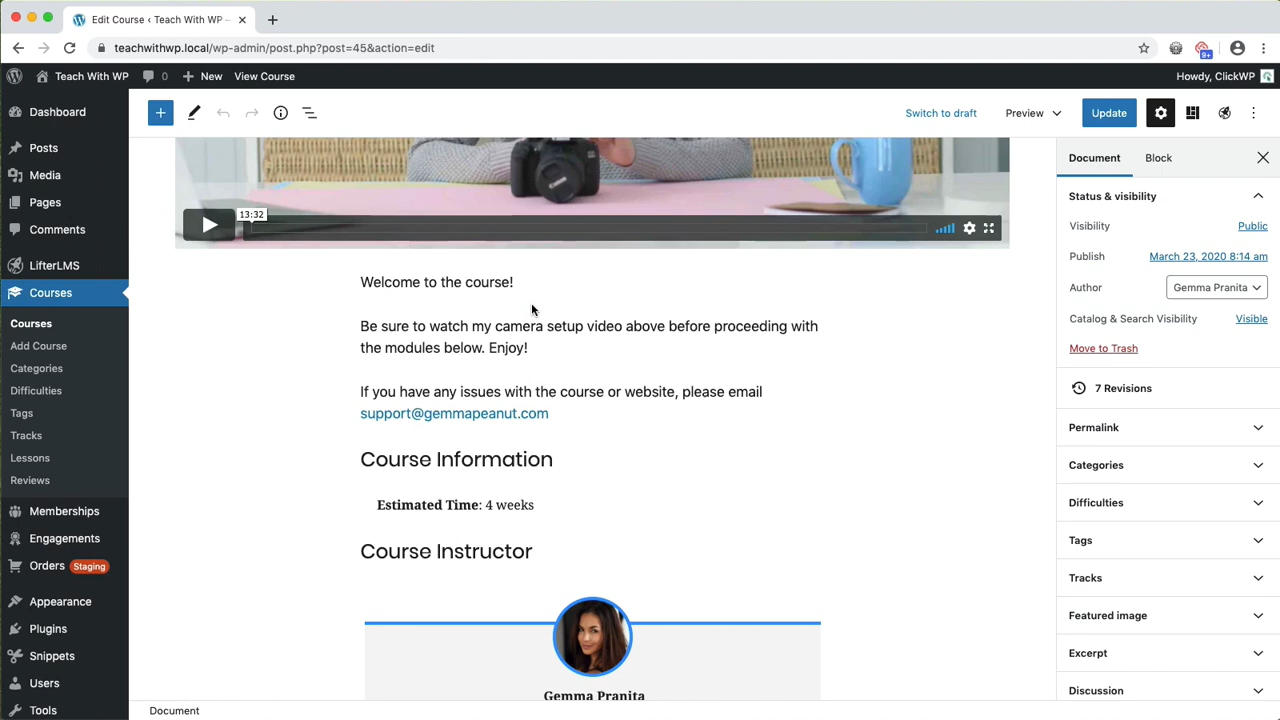 Edit Course ‹ Teach With WP –
teachwithwp.local/wp-admin/post.php?post=45&action=edit
9+
Teach With WP
0
New
View Course
Howdy, ClickWP
Dashboard
Posts
Media
Pages
Comments
LifterLMS
Courses
Courses
Add Course
Categories
Difficulties
Tags
Tracks
Lessons
Reviews
Memberships
Engagements
Orders Staging
Appearance
Plugins
Snippets
Users
Tools
Switch to draft
Preview
Update
Canon
13:32
Welcome to the course!
Be sure to watch my camera setup video above before proceeding with
the modules below. Enjoy!
If you have any issues with the course or website, please email
support@gemmapeanut.com
Course Information
Estimated Time: 4 weeks
Course Instructor
Gemma Pranita
Document
Document
Block
Status & visibility
Visibility
Public
Publish
March 23, 2020 8:14 am
Author
Gemma Pranita
Catalog & Search Visibility
Visible
Move to Trash
7 Revisions
Permalink
Categories
Difficulties
Tags
Tracks
Featured image
Excerpt
Discussion